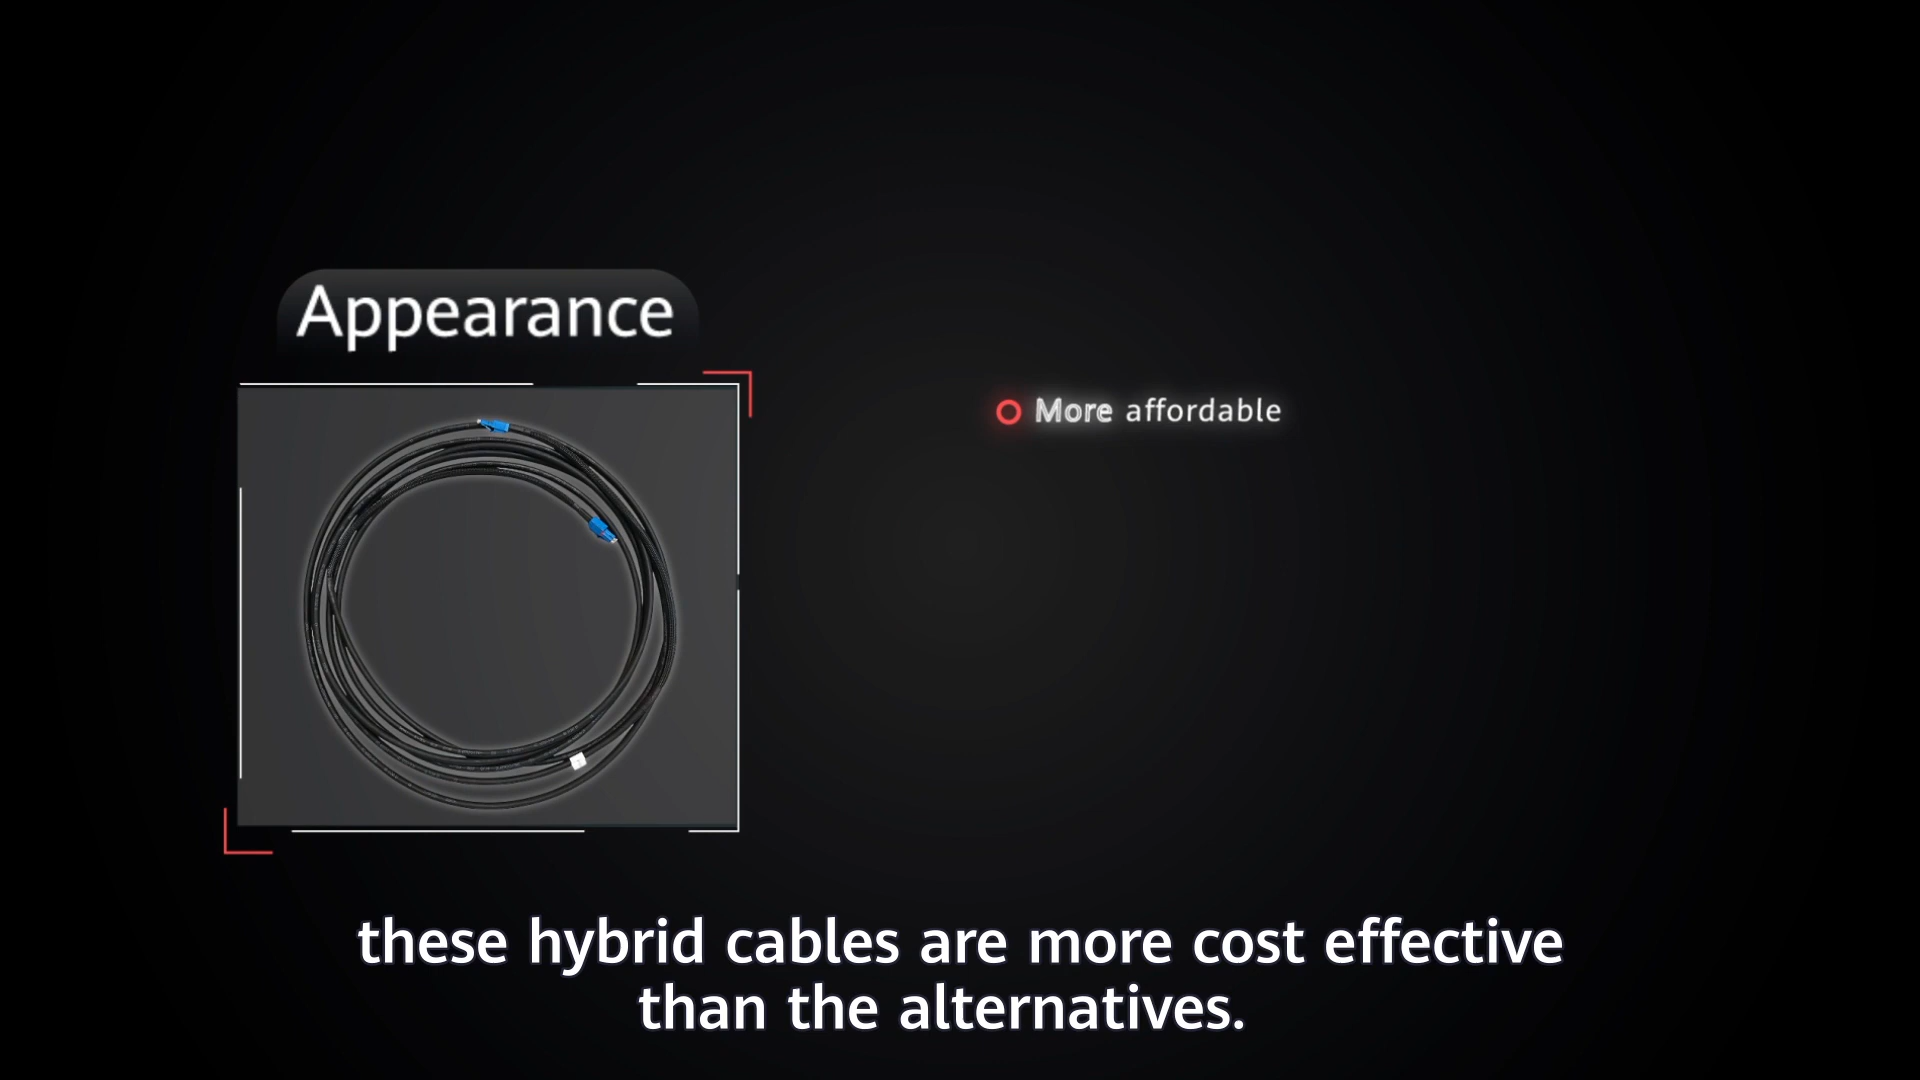 Appearance
More affordable
these hybrid cables are more cost effective
than the alternatives.